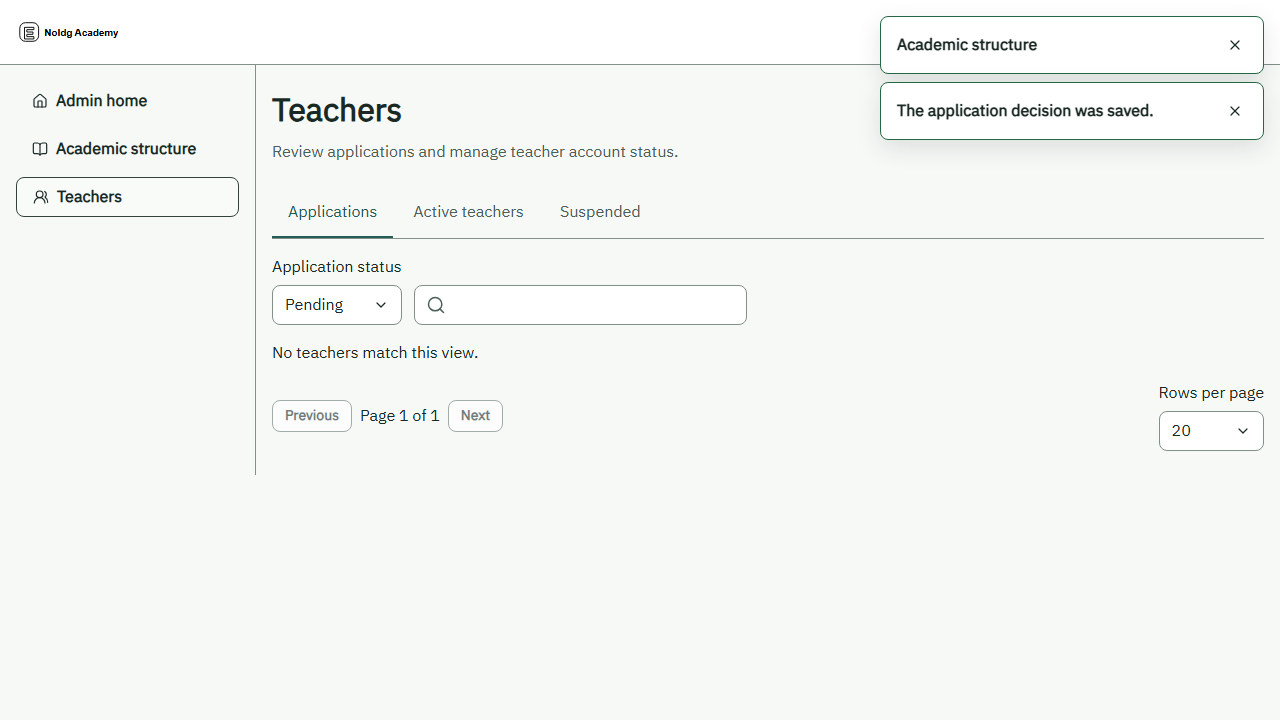 Noldg Academy
Academic structure
The application decision was saved.
Admin home
Academic structure
Teachers
Teachers
Review applications and manage teacher account status.
Applications
Active teachers
Suspended
Application status
Pending
No teachers match this view.
Previous
Page 1 of 1
Next
Rows per page
20